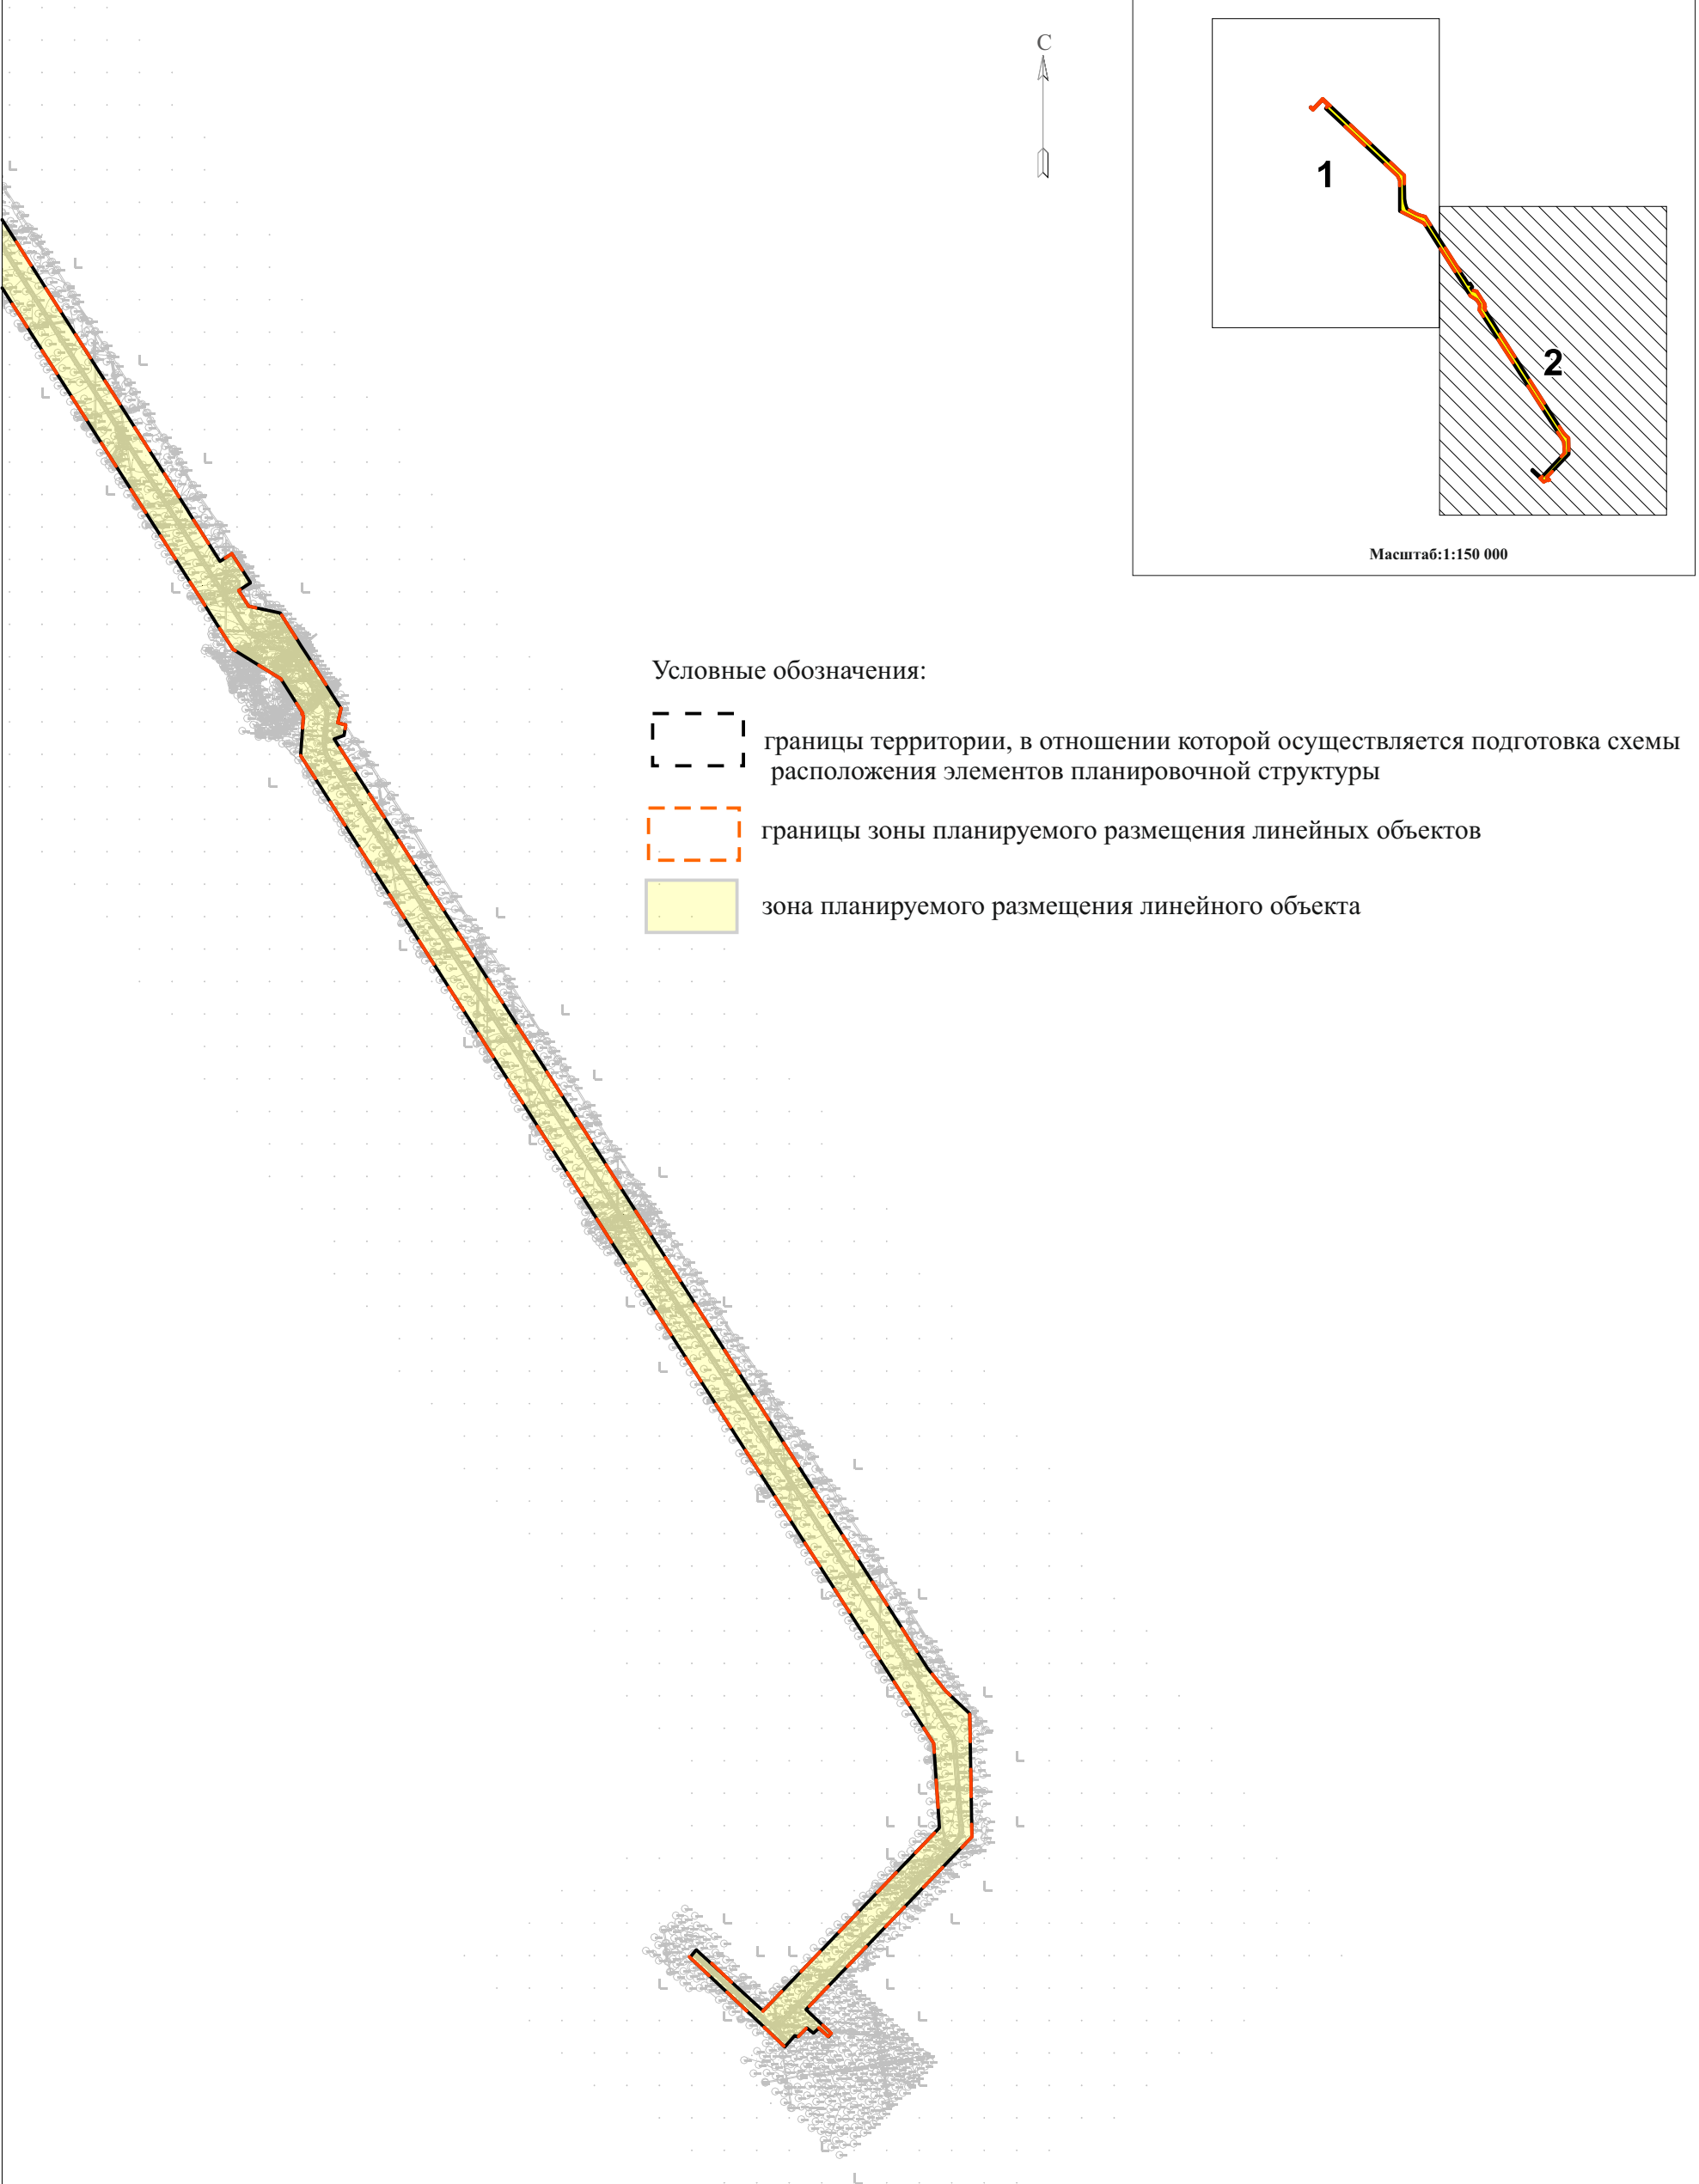 С
1
2
Масштаб:1:150 000
Условные обозначения:
границы территории, в отношении которой осуществляется подготовка схемы
расположения элементов планировочной структуры
границы зоны планируемого размещения линейных объектов
зона планируемого размещения линейного объекта